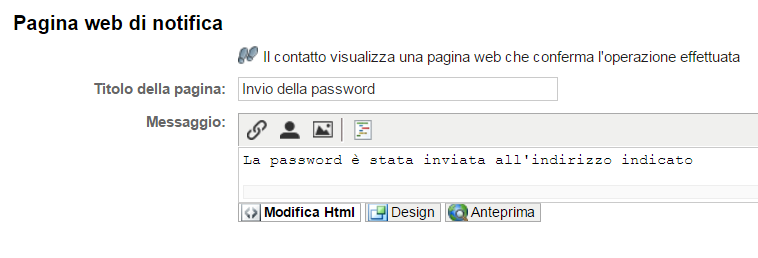 Pagina web di notifica
Il contatto visualizza una pagina web che conferma l'operazione effettuata
Titolo della pagina: Invio della password
Messaggio:
La password è stata inviata all'indirizzo indicato
Modifica Html Design Anteprima